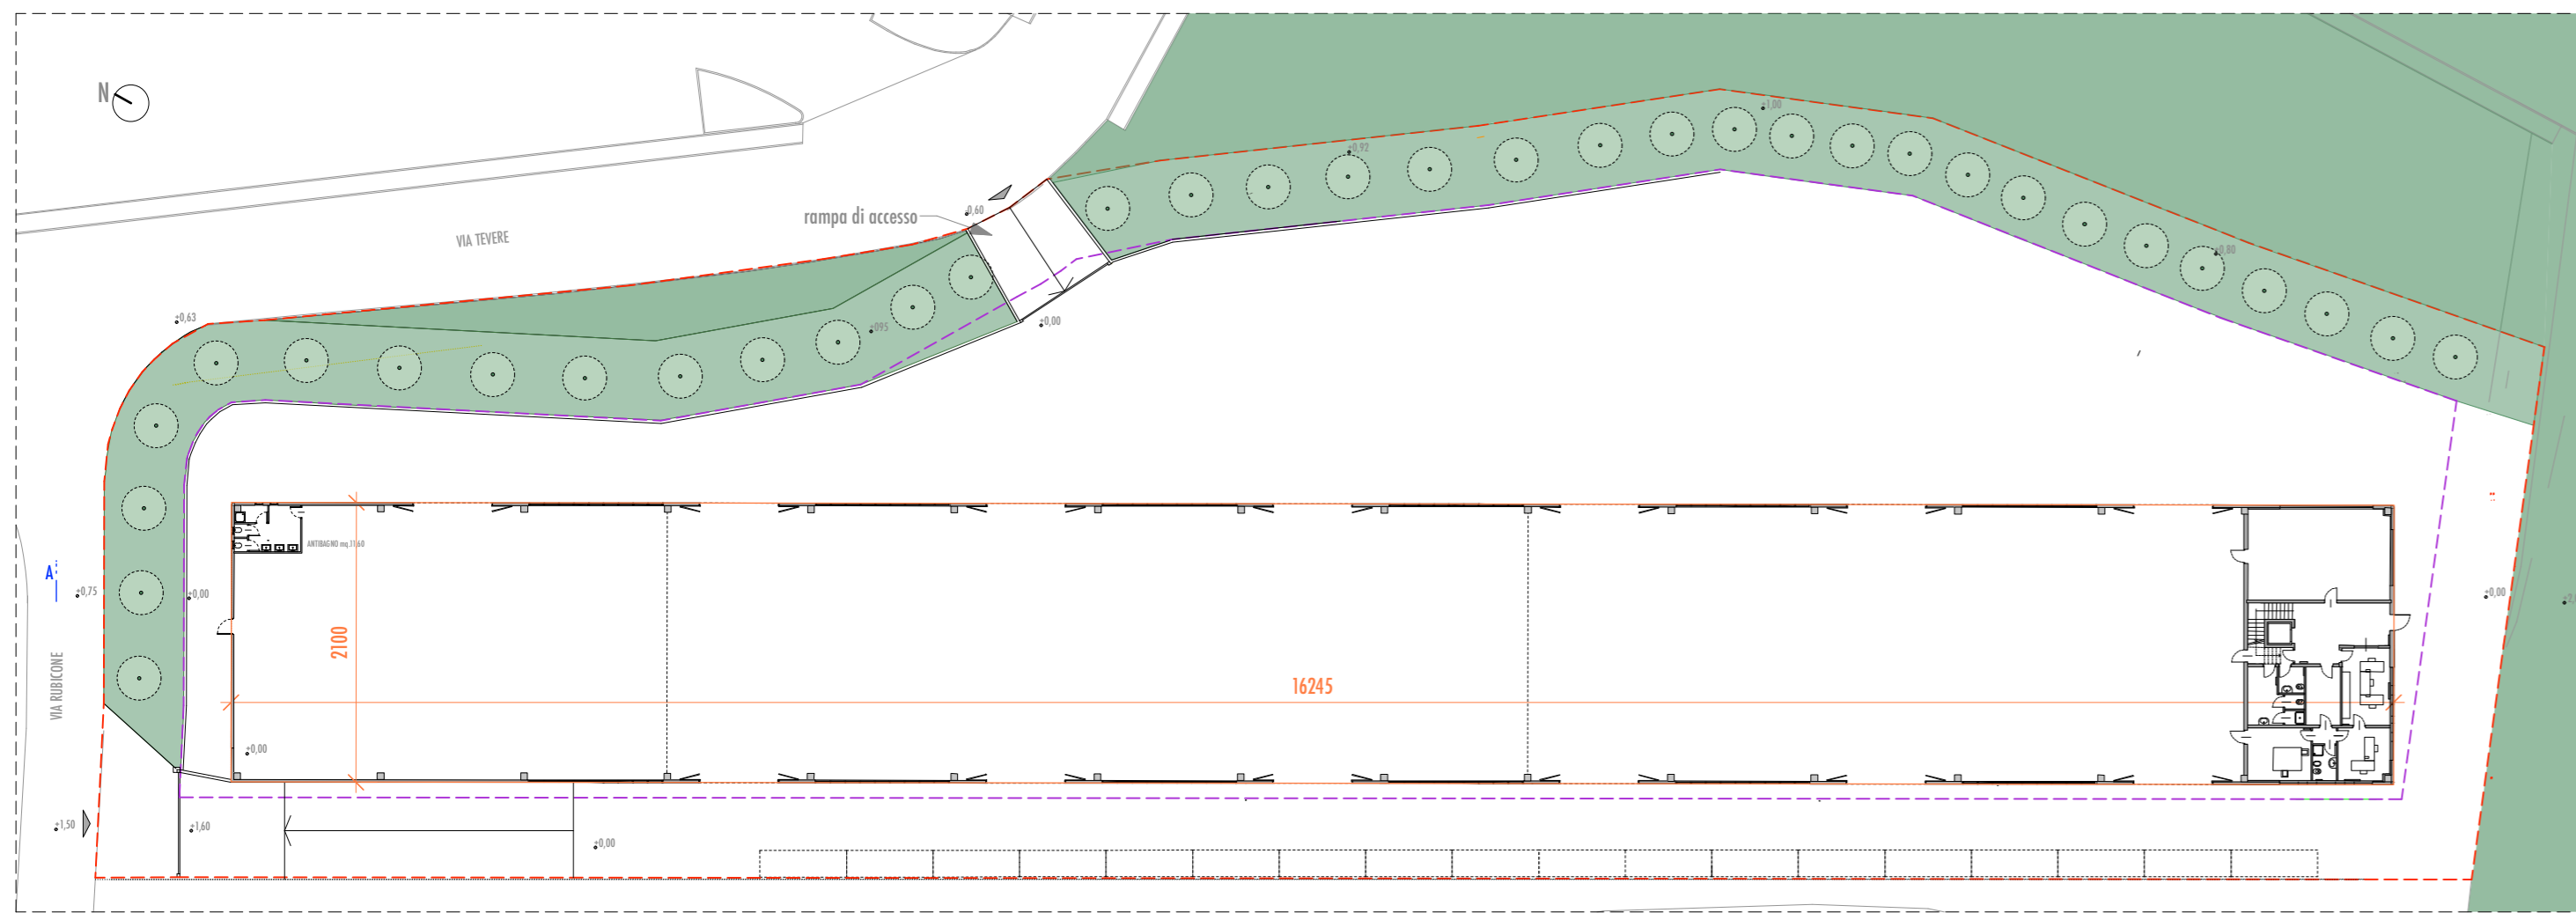 N
+1,00
+0,92
rampa di accesso
+0,60
VIA TEVERE
+0,80
+0,63
+095
+0,00
ANTIBAGNO mq.11.60
A'
+0,75
+0,00
+0,00
2100
VIA RUBICONE
16245
+0,00
+1,50
+1,60
+0,00